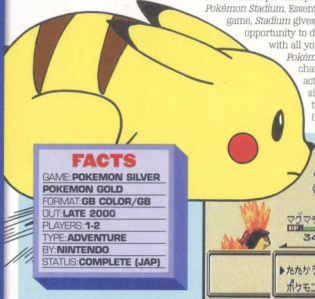 Pokémon Stadium. Essent
game, Stadium gives
opportunity to d
with all yo
Pokém
cha
act
si
t
FACTS
GAME: POKEMON SILVER
POKEMON GOLD
FORMAT: GB COLOR/GB
OUT: LATE 2000
PLAYERS: 1-2
TYPE: ADVENTURE
BY: NINTENDO
STATUS: COMPLETE (JAP)
マグマラ
34
▶たたかう
ポケモン